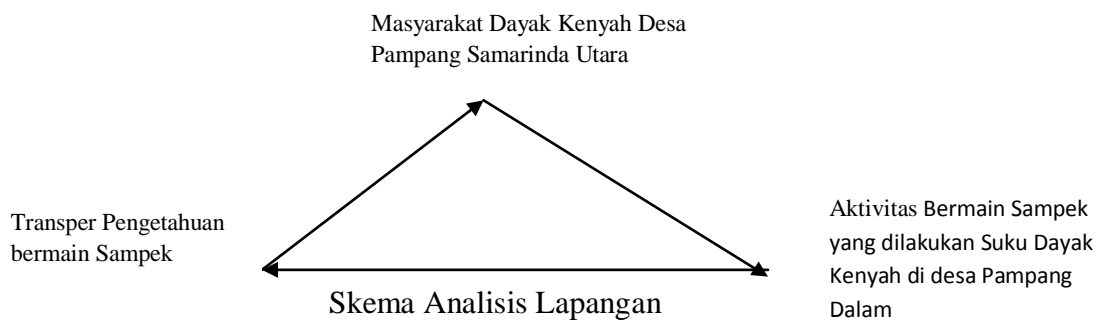 Masyarakat Dayak Kenyah Desa
Pampang Samarinda Utara
Transper Pengetahuan
bermain Sampek
Aktivitas Bermain Sampek
yang dilakukan Suku Dayak
Kenyah di desa Pampang
Dalam
Skema Analisis Lapangan